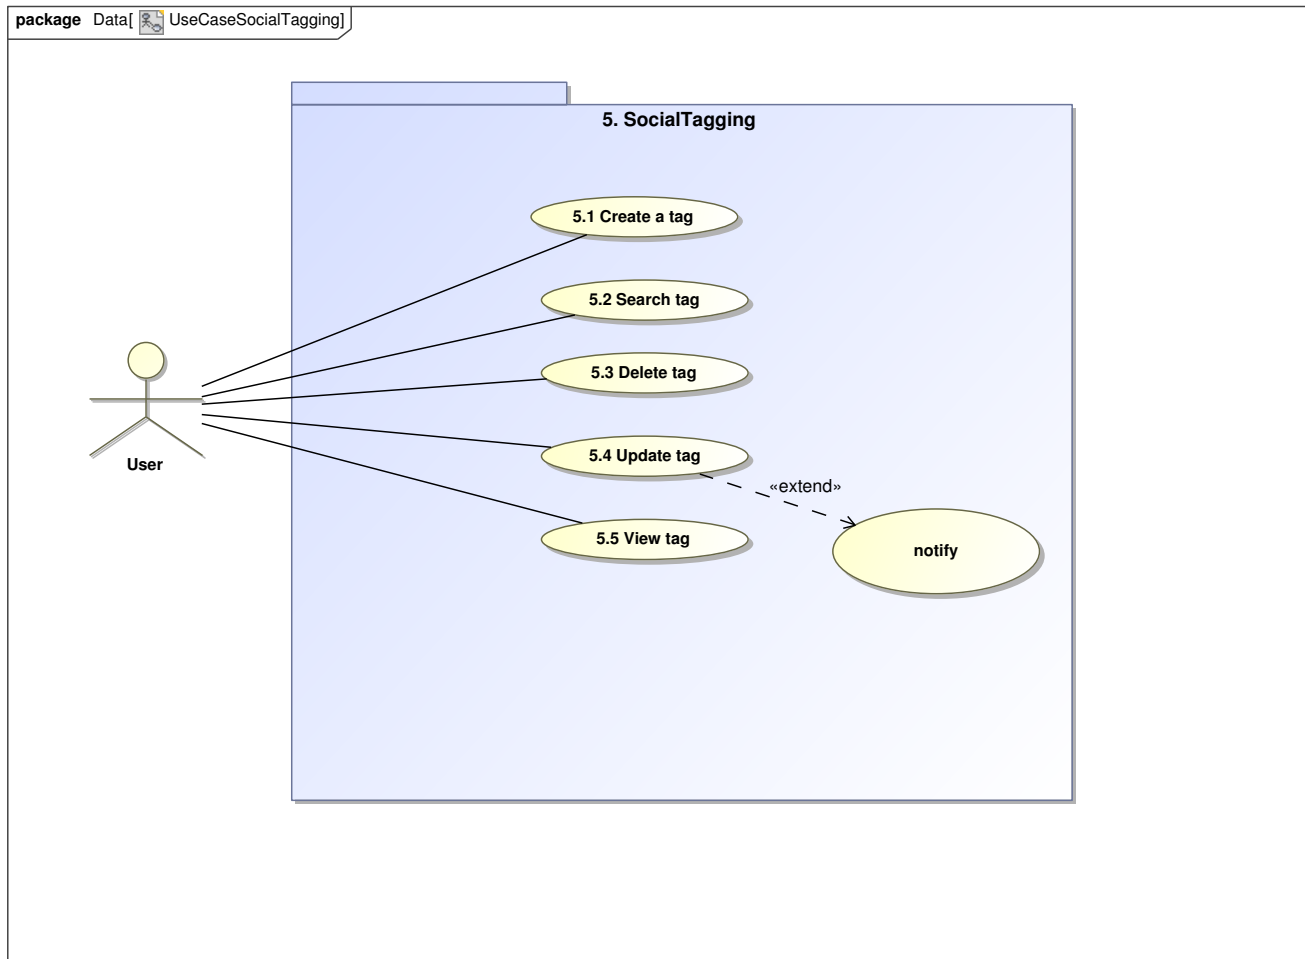 package Data[ UseCaseSocialTagging]
5. SocialTagging
5.1 Create a tag
5.2 Search tag
5.3 Delete tag
5.4 Update tag
User
«extend»
5.5 View tag
notify